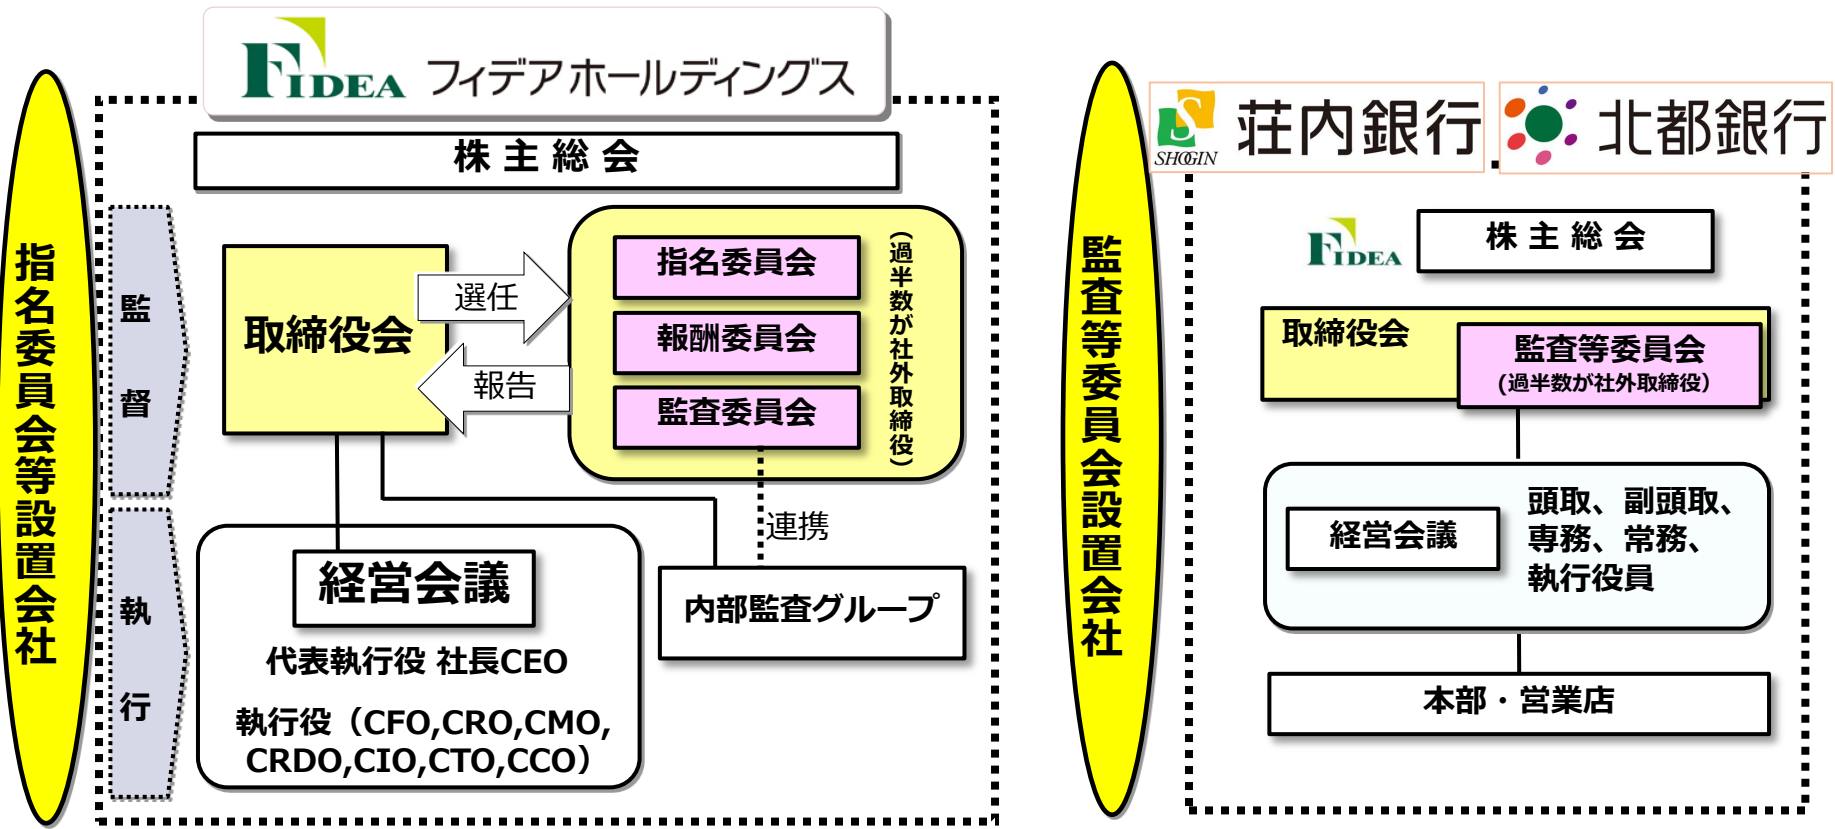 FIDEA フィデアホールディングス
指名委員会等設置会社
株主総会
監督
取締役会
選任
報告
指名委員会
報酬委員会
監査委員会
（過半数が社外取締役）
連携
執行
経営会議
代表執行役 社長CEO
執行役（CFO,CRO,CMO,
CRDO,CIO,CTO,CCO）
内部監査グループ
監査等委員会設置会社
S
SHOGIN
荘内銀行
北都銀行
FIDEA
株主総会
取締役会
監査等委員会
(過半数が社外取締役）
経営会議
頭取、副頭取、
専務、常務、
執行役員
本部・営業店